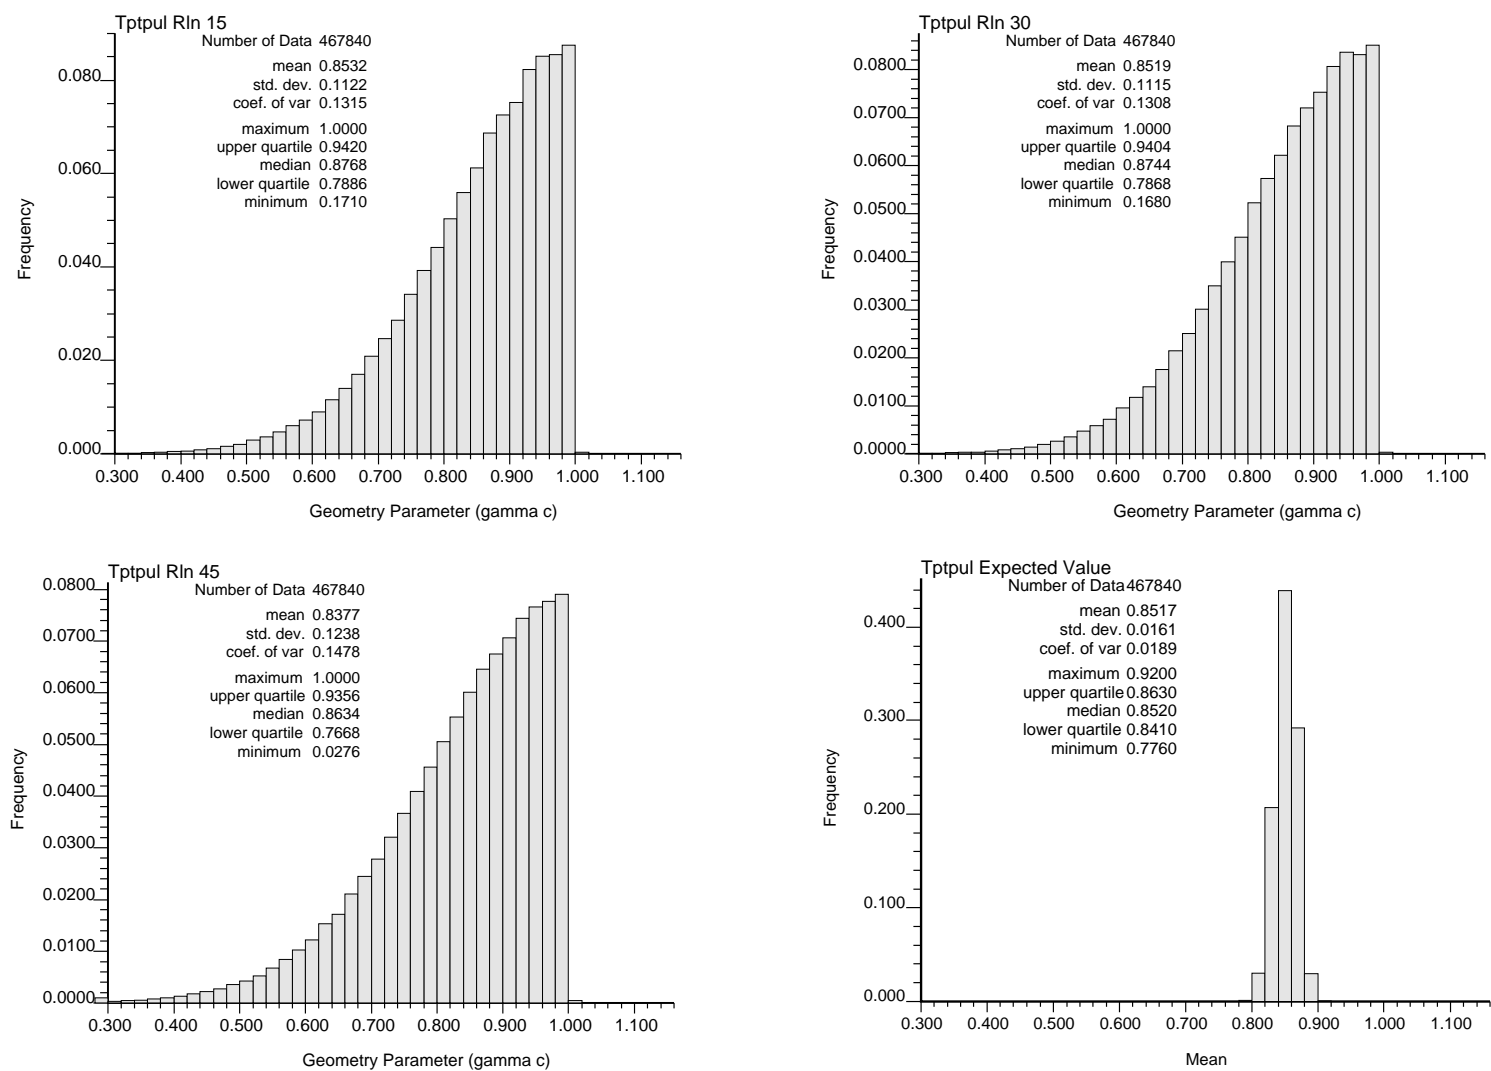 Tptpul Rln 15
Number of Data 467840
mean 0.8532
std. dev. 0.1122
coef. of var 0.1315
maximum 1.0000
upper quartile 0.9420
median 0.8768
lower quartile 0.7886
minimum 0.1710
Frequency
0.080
0.060
0.040
0.020
0.000
0.300 0.400 0.500 0.600 0.700 0.800 0.900 1.000 1.100
Geometry Parameter (gamma c)
Tptpul Rln 30
Number of Data 467840
mean 0.8519
std. dev. 0.1115
coef. of var 0.1308
maximum 1.0000
upper quartile 0.9404
median 0.8744
lower quartile 0.7868
minimum 0.1680
Frequency
0.0800
0.0700
0.0600
0.0500
0.0400
0.0300
0.0200
0.0100
0.0000
0.300 0.400 0.500 0.600 0.700 0.800 0.900 1.000 1.100
Geometry Parameter (gamma c)
Tptpul Rln 45
Number of Data 467840
mean 0.8377
std. dev. 0.1238
coef. of var 0.1478
maximum 1.0000
upper quartile 0.9356
median 0.8634
lower quartile 0.7668
minimum 0.0276
Frequency
0.0800
0.0700
0.0600
0.0500
0.0400
0.0300
0.0200
0.0100
0.0000
0.300 0.400 0.500 0.600 0.700 0.800 0.900 1.000 1.100
Geometry Parameter (gamma c)
Tptpul Expected Value
Number of Data 467840
mean 0.8517
std. dev. 0.0161
coef. of var 0.0189
maximum 0.9200
upper quartile 0.8630
median 0.8520
lower quartile 0.8410
minimum 0.7760
Frequency
0.400
0.300
0.200
0.100
0.000
0.300 0.400 0.500 0.600 0.700 0.800 0.900 1.000 1.100
Mean